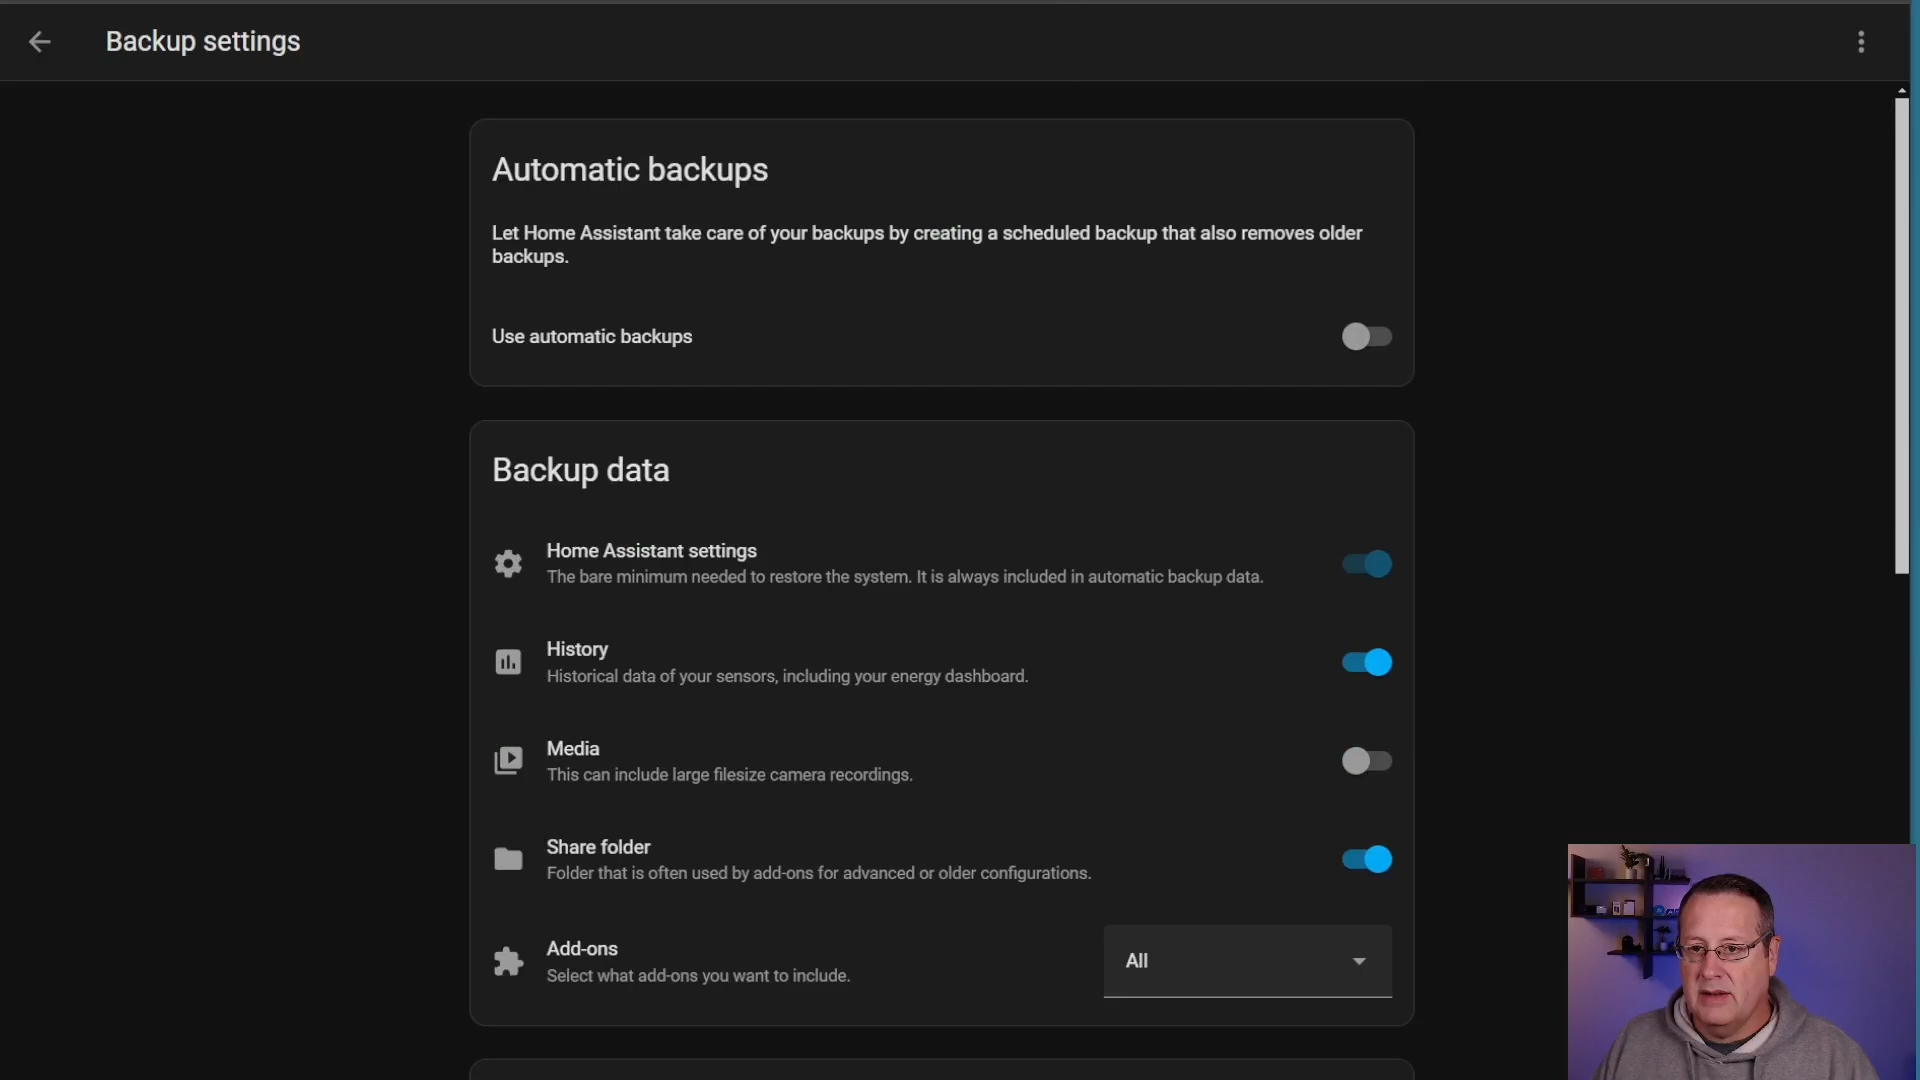 Backup settings
Automatic backups
Let Home Assistant take care of your backups by creating a scheduled backup that also removes older
backups.
Use automatic backups
Backup data
Home Assistant settings
The bare minimum needed to restore the system. It is always included in automatic backup data.
History
Historical data of your sensors, including your energy dashboard.
Media
This can include large filesize camera recordings.
Share folder
Folder that is often used by add-ons for advanced or older configurations.
Add-ons
Select what add-ons you want to include.
All